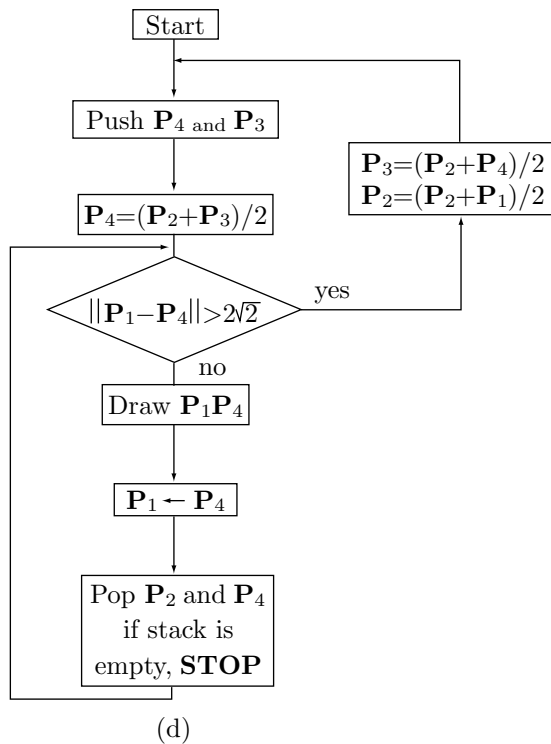 Start
Push P₄ and P₃
P₄=(P₂+P₃)/2
||P₁−P₄||>2√2
yes
P₃=(P₂+P₄)/2
P₂=(P₂+P₁)/2
no
Draw P₁P₄
P₁ ← P₄
Pop P₂ and P₄
if stack is
empty, STOP
(d)